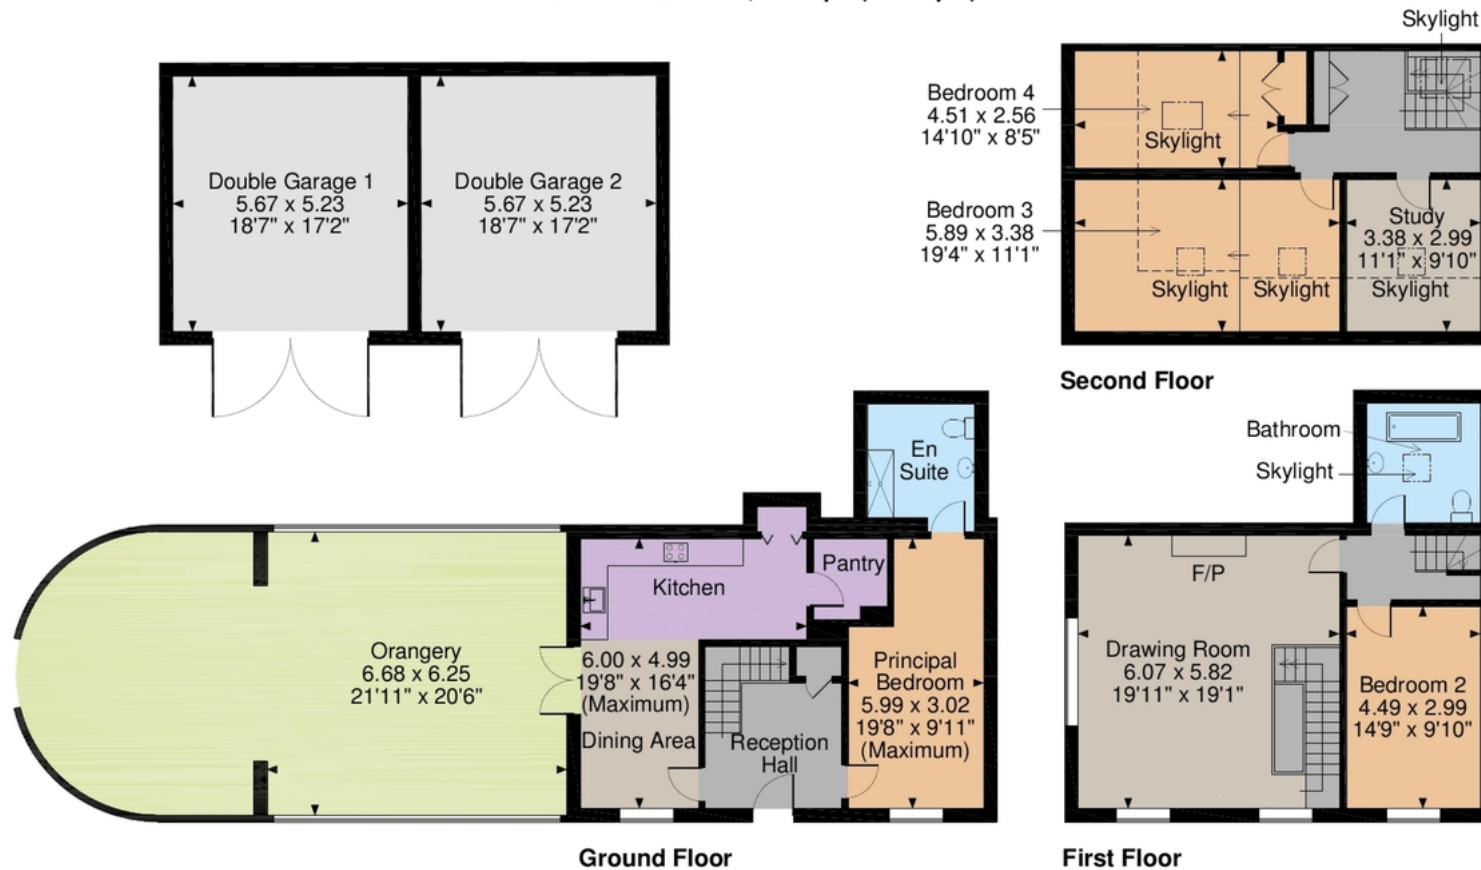 Skylight
Double Garage 1
5.67 x 5.23
18'7" x 17'2"
Double Garage 2
5.67 x 5.23
18'7" x 17'2"
Bedroom 4
4.51 x 2.56
14'10" x 8'5"
Skylight
Bedroom 3
5.89 x 3.38
19'4" x 11'1"
Skylight
Skylight
Study
3.38 x 2.99
11'1" x 9'10"
Skylight
Second Floor
Orangery
6.68 x 6.25
21'11" x 20'6"
Kitchen
Pantry
En
Suite
6.00 x 4.99
19'8" x 16'4"
(Maximum)
Dining Area
Reception
Hall
Principal
Bedroom
5.99 x 3.02
19'8" x 9'11"
(Maximum)
Ground Floor
Bathroom
Skylight
F/P
Drawing Room
6.07 x 5.82
19'11" x 19'1"
Bedroom 2
4.49 x 2.99
14'9" x 9'10"
First Floor